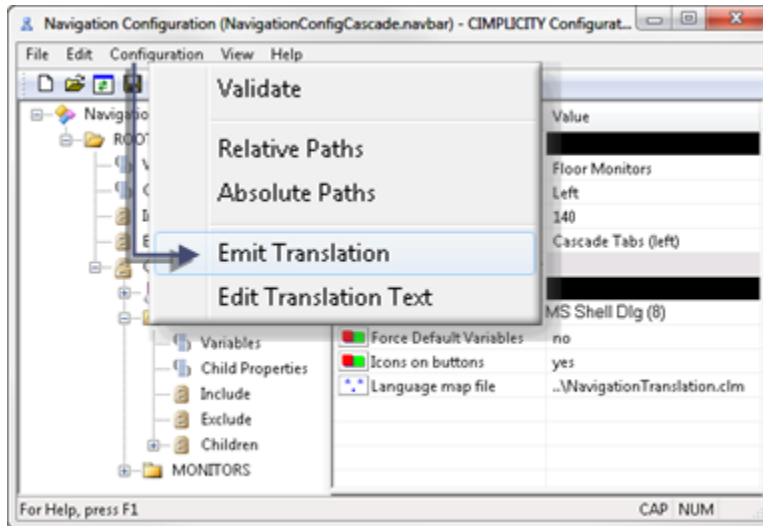 Navigation Configuration (NavigationConfigCascade.navbar) - CIMPLICITY Configurat...
File Edit Configuration View Help
Validate
Relative Paths
Absolute Paths
Emit Translation
Edit Translation Text
Value
Floor Monitors
Left
140
Cascade Tabs (left)
MS Shell Dlg (8)
Force Default Variables no
Icons on buttons yes
Language map file ..\NavigationTranslation.clm
Variables
Child Properties
Include
Exclude
Children
MONITORS
For Help, press F1
CAP NUM